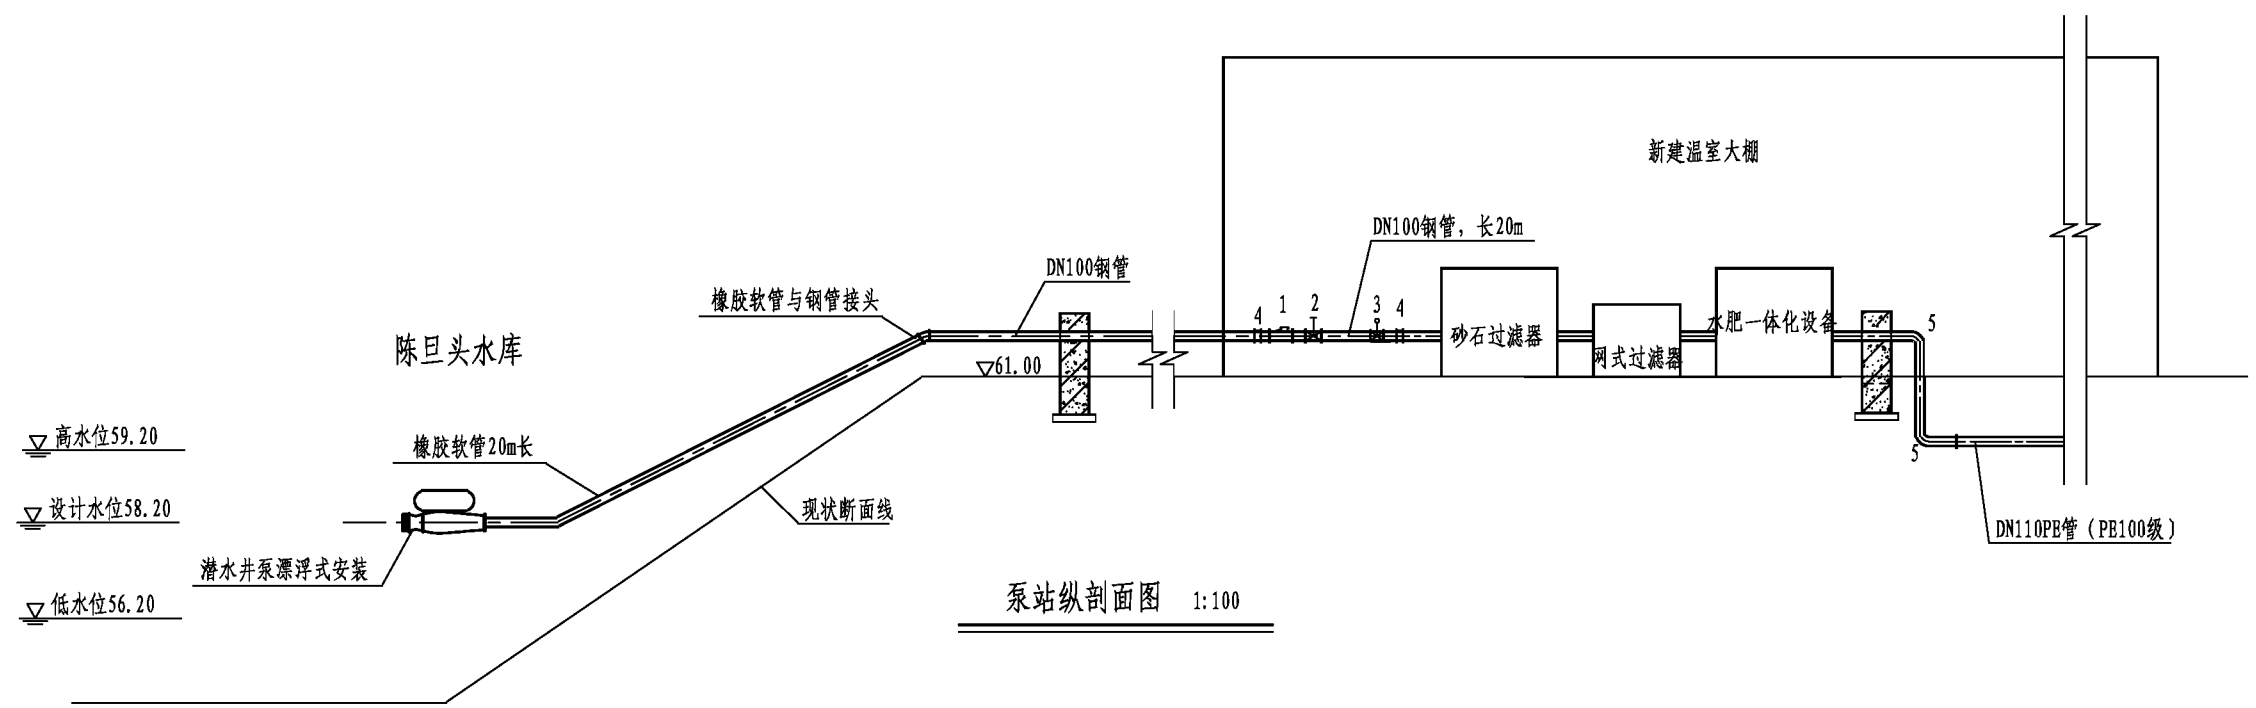 新建温室大棚
DN100钢管，长20m
DN100钢管
橡胶软管与钢管接头
4
1
2
3
4
5
砂石过滤器
网式过滤器
水肥一体化设备
陈旦头水库
61.00
高水位59.20
橡胶软管20m长
5
设计水位58.20
现状断面线
DN110PE管（PE100级）
潜水井泵漂浮式安装
低水位56.20
泵站纵剖面图 1:100